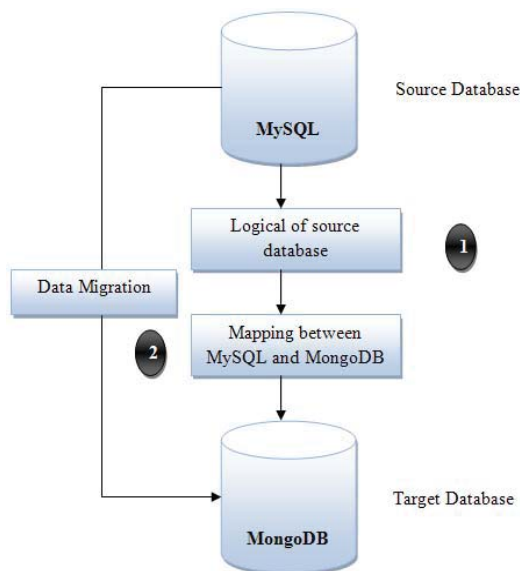 Source Database
MySQL
Logical of source
database
1
Data Migration
Mapping between
MySQL and MongoDB
2
Target Database
MongoDB